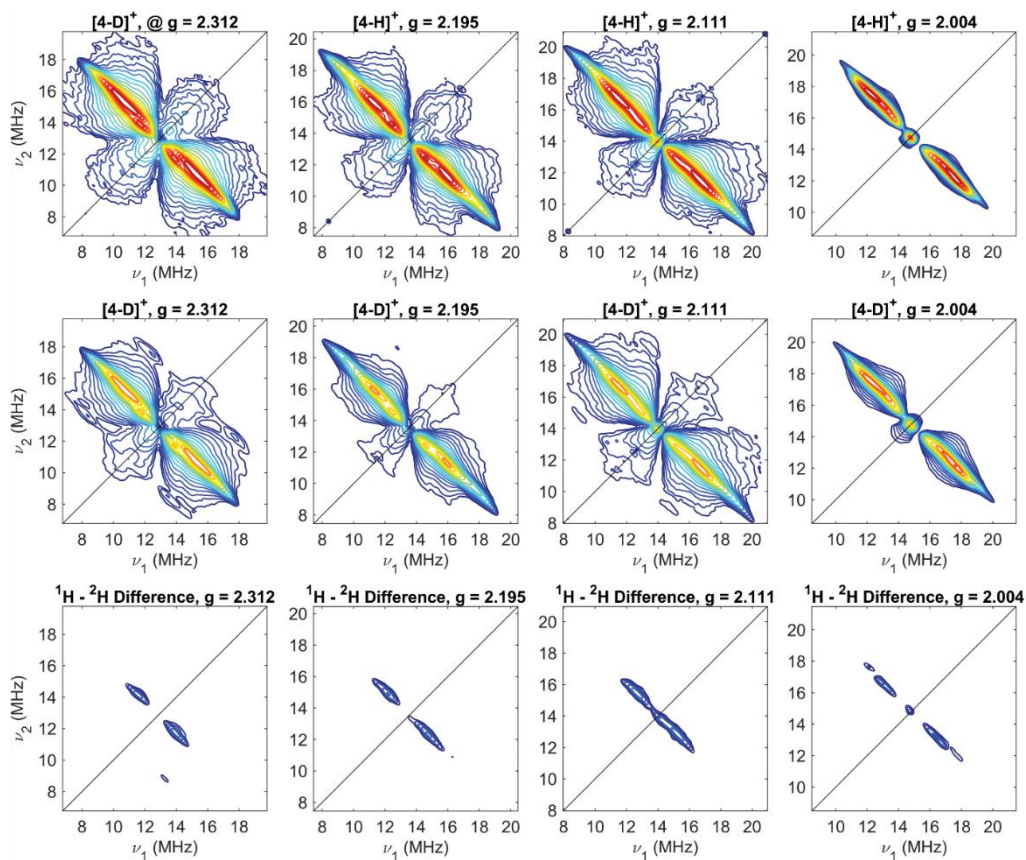 [4-D]+, @ g = 2.312 [4-H]+, g = 2.195 [4-H]+, g = 2.111 [4-H]+, g = 2.004
ν2 (MHz)
18 16 14 12 10 8
20 18 16 14 12 10 8
20 18 16 14 12 10 8
20 18 16 14 12 10
8 10 12 14 16 18
8 10 12 14 16 18 20
8 10 12 14 16 18 20
10 12 14 16 18 20
ν1 (MHz) ν1 (MHz) ν1 (MHz) ν1 (MHz)
[4-D]+, g = 2.312 [4-D]+, g = 2.195 [4-D]+, g = 2.111 [4-D]+, g = 2.004
ν2 (MHz)
18 16 14 12 10 8
20 18 16 14 12 10 8
20 18 16 14 12 10 8
20 18 16 14 12 10
8 10 12 14 16 18
8 10 12 14 16 18 20
8 10 12 14 16 18 20
10 12 14 16 18 20
ν1 (MHz) ν1 (MHz) ν1 (MHz) ν1 (MHz)
1H - 2H Difference, g = 2.312 1H - 2H Difference, g = 2.195 1H - 2H Difference, g = 2.111 1H - 2H Difference, g = 2.004
ν2 (MHz)
18 16 14 12 10 8
20 18 16 14 12 10 8
20 18 16 14 12 10 8
20 18 16 14 12 10
8 10 12 14 16 18
8 10 12 14 16 18 20
8 10 12 14 16 18 20
10 12 14 16 18 20
ν1 (MHz) ν1 (MHz) ν1 (MHz) ν1 (MHz)